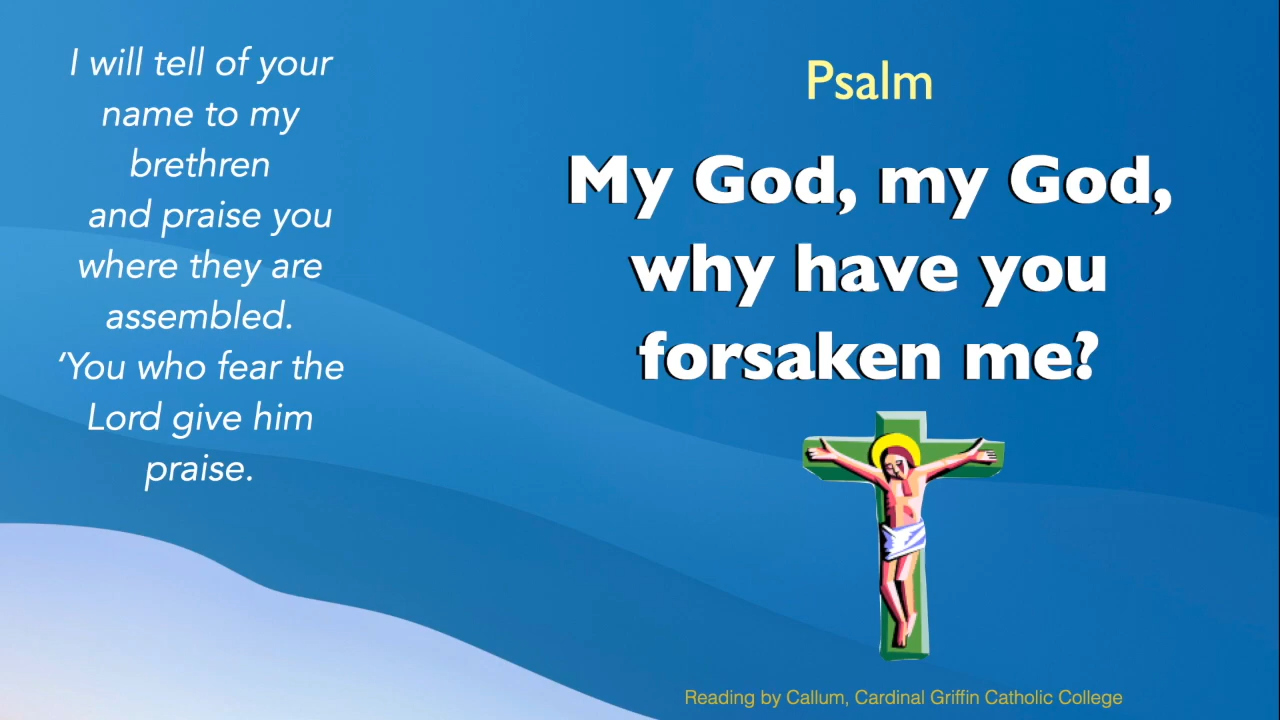 I will tell of your
name to my
brethren
and praise you
where they are
assembled.
‘You who fear the
Lord give him
praise.
Psalm
My God, my God,
why have you
forsaken me?
Reading by Callum, Cardinal Griffin Catholic College